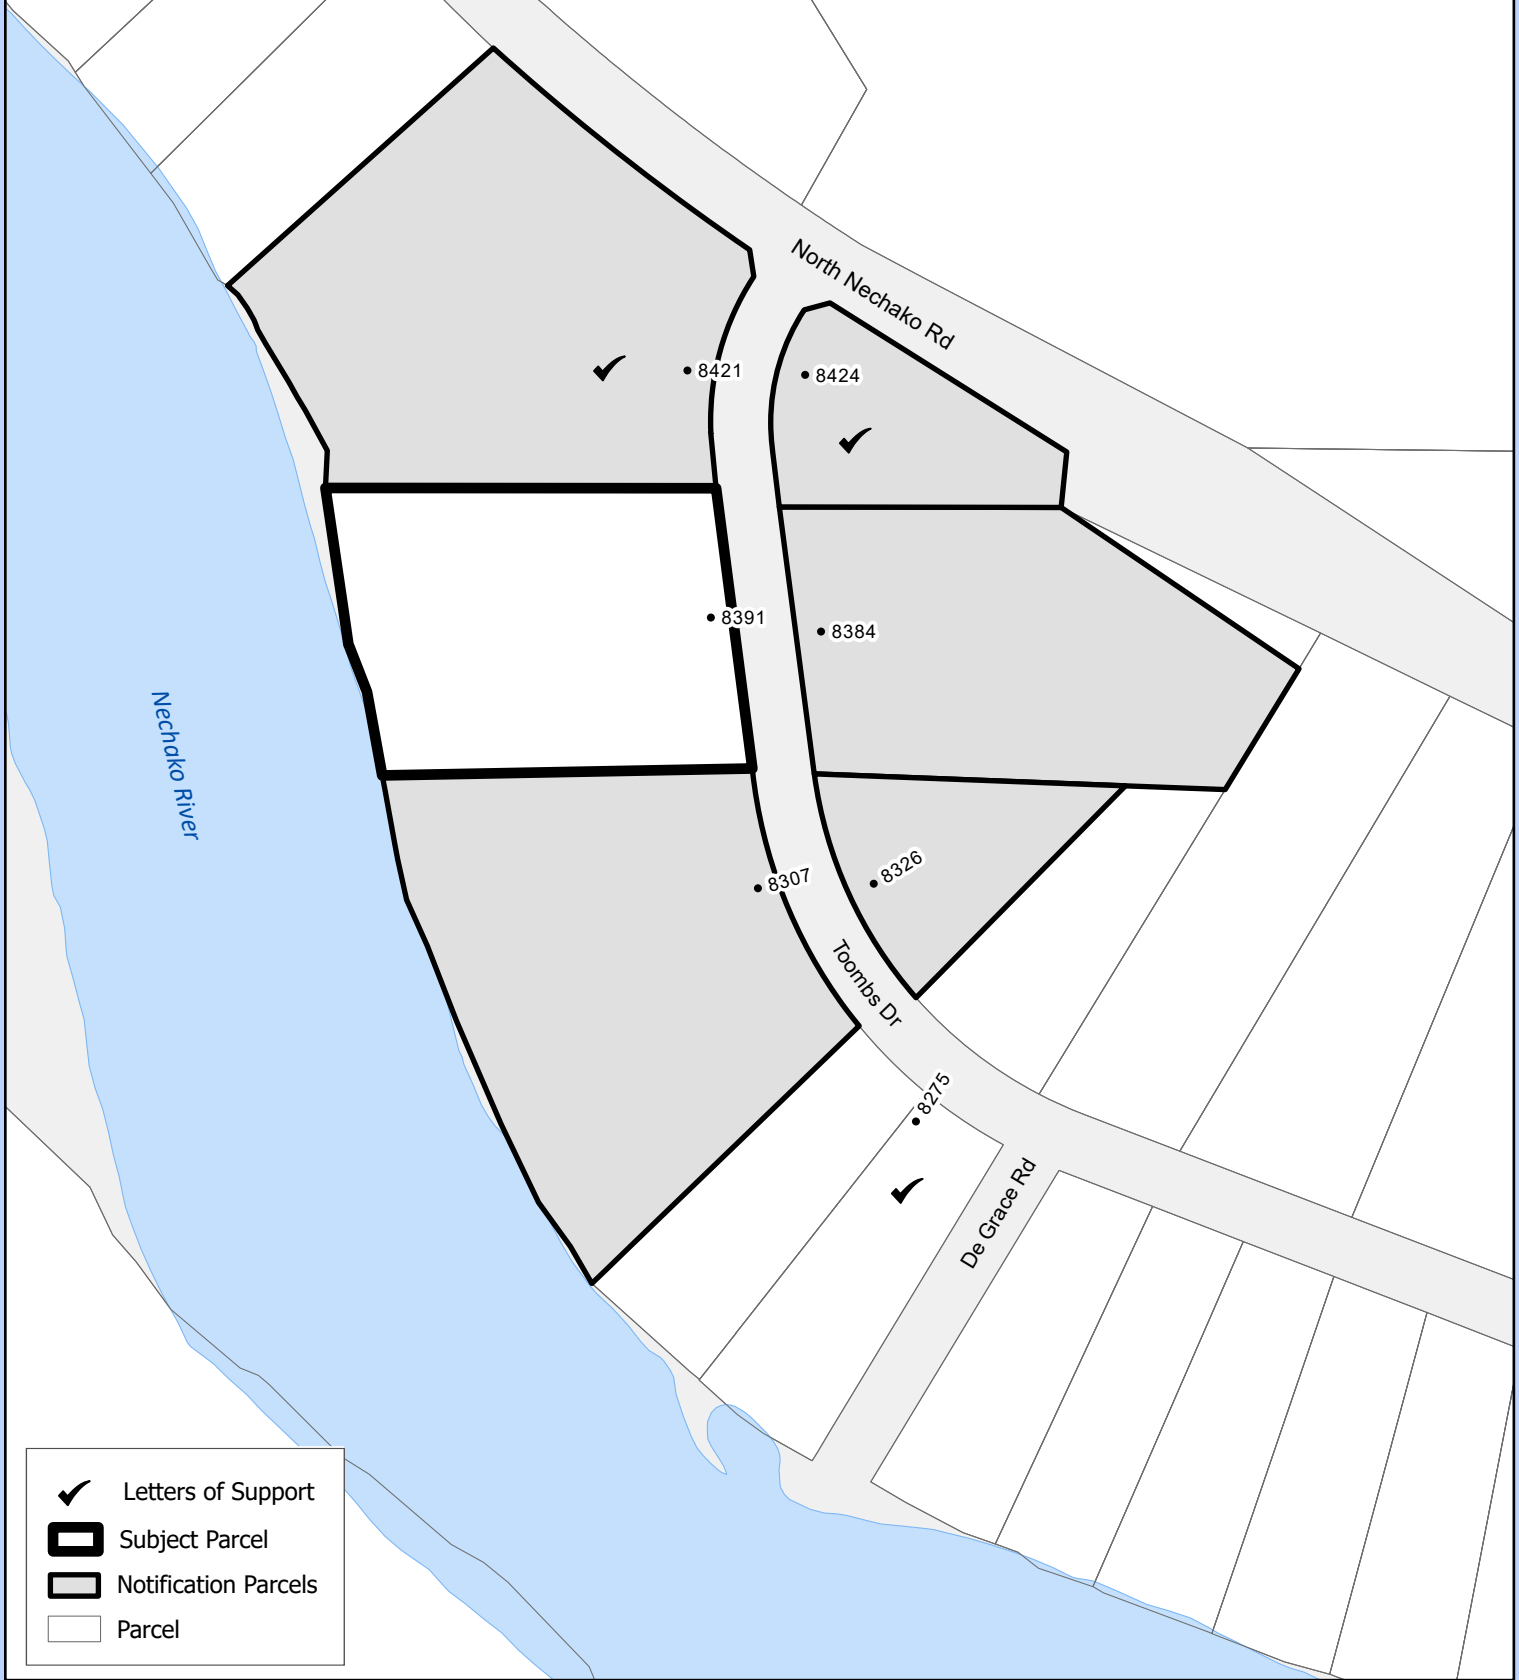 North Nechako Rd
8421
8424
8391
8384
Nechako River
8307
8326
Toombs Dr
8275
De Grace Rd
Letters of Support
Subject Parcel
Notification Parcels
Parcel